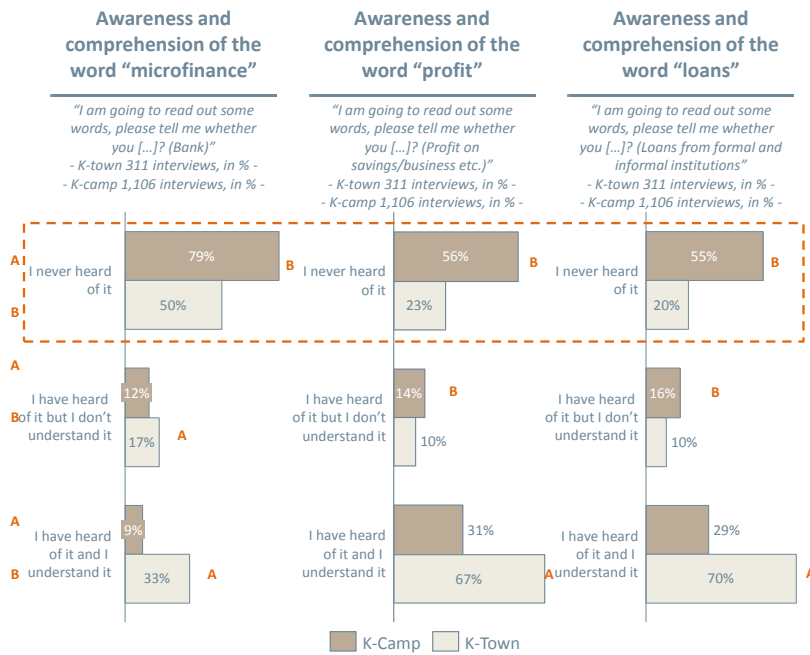 Awareness and
comprehension of the
word “microfinance”
“I am going to read out some
words, please tell me whether
you […]? (Bank)”
- K-town 311 interviews, in % -
- K-camp 1,106 interviews, in % -
Awareness and
comprehension of the
word “profit”
“I am going to read out some
words, please tell me whether
you […]? (Profit on
savings/business etc.)”
- K-town 311 interviews, in % -
- K-camp 1,106 interviews, in % -
Awareness and
comprehension of the
word “loans”
“I am going to read out some
words, please tell me whether
you […]? (Loans from formal and
informal institutions”
- K-town 311 interviews, in % -
- K-camp 1,106 interviews, in % -
A
B
I never heard
of it
79%
B
50%
I never heard
of it
56%
B
23%
I never heard
of it
55%
B
20%
A
B
I have heard
of it but I don’t
understand it
12%
17%
A
I have heard
of it but I don’t
understand it
14%
B
10%
I have heard
of it but I don’t
understand it
16%
B
10%
A
B
I have heard
of it and I
understand it
9%
33%
A
I have heard
of it and I
understand it
31%
67%
A
I have heard
of it and I
understand it
29%
70%
A
K-Camp
K-Town